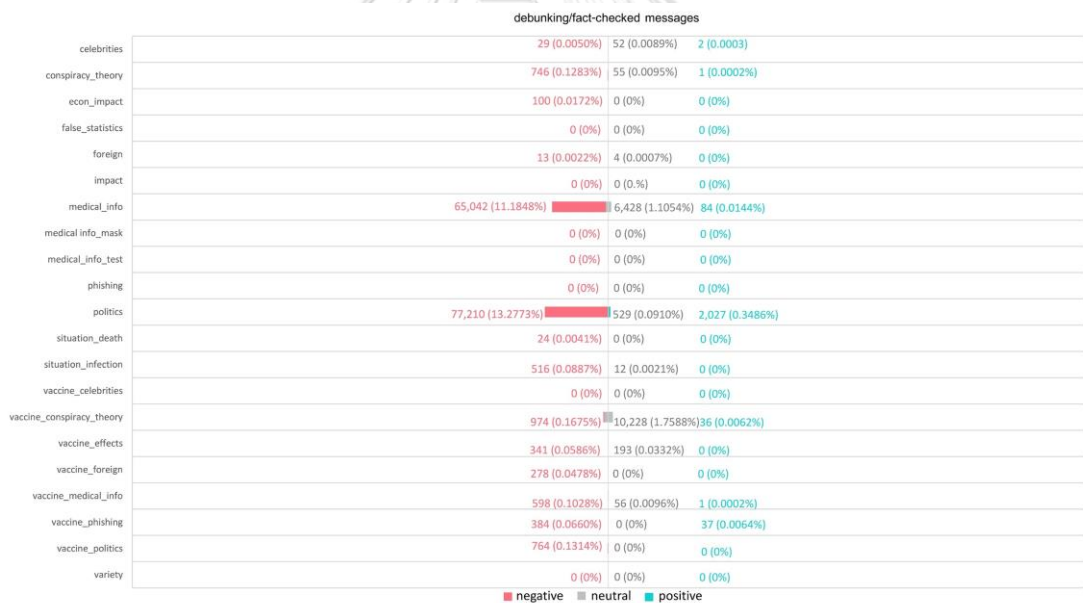 debunking/fact-checked messages
celebrities 29 (0.0050%) 52 (0.0089%) 2 (0.0003)
conspiracy_theory 746 (0.1283%) 55 (0.0095%) 1 (0.0002%)
econ_impact 100 (0.0172%) 0 (0%) 0 (0%)
false_statistics 0 (0%) 0 (0%) 0 (0%)
foreign 13 (0.0022%) 4 (0.0007%) 0 (0%)
impact 0 (0%) 0 (0.%) 0 (0%)
medical_info 65,042 (11.1848%) 6,428 (1.1054%) 84 (0.0144%)
medical info_mask 0 (0%) 0 (0%) 0 (0%)
medical_info_test 0 (0%) 0 (0%) 0 (0%)
phishing 0 (0%) 0 (0%) 0 (0%)
politics 77,210 (13.2773%) 529 (0.0910%) 2,027 (0.3486%)
situation_death 24 (0.0041%) 0 (0%) 0 (0%)
situation_infection 516 (0.0887%) 12 (0.0021%) 0 (0%)
vaccine_celebrities 0 (0%) 0 (0%) 0 (0%)
vaccine_conspiracy_theory 974 (0.1675%) 10,228 (1.7588%) 36 (0.0062%)
vaccine_effects 341 (0.0586%) 193 (0.0332%) 0 (0%)
vaccine_foreign 278 (0.0478%) 0 (0%) 0 (0%)
vaccine_medical_info 598 (0.1028%) 56 (0.0096%) 1 (0.0002%)
vaccine_phishing 384 (0.0660%) 0 (0%) 37 (0.0064%)
vaccine_politics 764 (0.1314%) 0 (0%) 0 (0%)
variety 0 (0%) 0 (0%) 0 (0%)
negative neutral positive